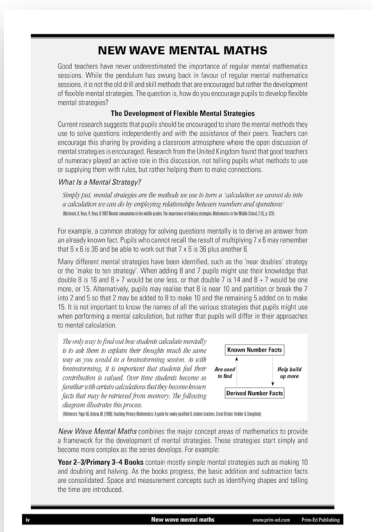 NEW WAVE MENTAL MATHS
Good teachers have never underestimated the importance of regular mental mathematics
sessions. While the pendulum has swung back in favour of regular mental mathematics
sessions, it is not the old drill and skill methods that are encouraged but rather the development
of flexible mental strategies. The question is, how do you encourage pupils to develop flexible
mental strategies?
The Development of Flexible Mental Strategies
Current research suggests that pupils should be encouraged to share the mental methods they
use to solve questions independently and with the assistance of their peers. Teachers can
encourage this sharing by providing a classroom atmosphere where the open discussion of
mental strategies is encouraged. Research from the United Kingdom found that good teachers
of numeracy played an active role in this discussion, not telling pupils what methods to use
or supplying them with rules, but rather helping them to make connections.
What Is a Mental Strategy?
Simply put, mental strategies are the methods we use to turn a 'calculation we cannot do into
a calculation we can do by employing relationships between numbers and operations'
For example, a common strategy for solving questions mentally is to derive an answer from
an already known fact. Pupils who cannot recall the result of multiplying 7 x 6 may remember
that 5 x 6 is 36 and be able to work out that 7 x 5 is 36 plus another 6.
Many different mental strategies have been identified, such as the 'near doubles' strategy
or the 'make to ten strategy'. When adding 8 and 7 pupils might use their knowledge that
double 8 is 16 and 8 + 7 would be one less, or that double 7 is 14 and 8 + 7 would be one
more, or 15. Alternatively, pupils may realise that 8 is near 10 and partition or break the 7
into 2 and 5 so that 2 may be added to 8 to make 10 and the remaining 5 added on to make
15. It is not important to know the names of all the various strategies that pupils might use
when performing a mental calculation, but rather that pupils will differ in their approaches
to mental calculation.
The only way to find out how students calculate mentally
is to ask them to explain their thoughts much the same
way as you would in a brainstorming session. As with
brainstorming, it is important that students feel their
contribution is valued. Over time students become so
familiar with certain calculations that they become known
facts that may be retrieved from memory. The following
diagram illustrates this process.
Known Number Facts
Are used
to find
Help build
up more
Derived Number Facts
New Wave Mental Maths combines the major concept areas of mathematics to provide
a framework for the development of mental strategies. These strategies start simply and
become more complex as the series develops. For example:
Year 2–3/Primary 3–4 Books contain mostly simple mental strategies such as making 10
and doubling and halving. As the books progress, the basic addition and subtraction facts
are consolidated. Space and measurement concepts such as identifying shapes and telling
the time are introduced.
iv New wave mental maths www.prim-ed.com Prim-Ed Publishing